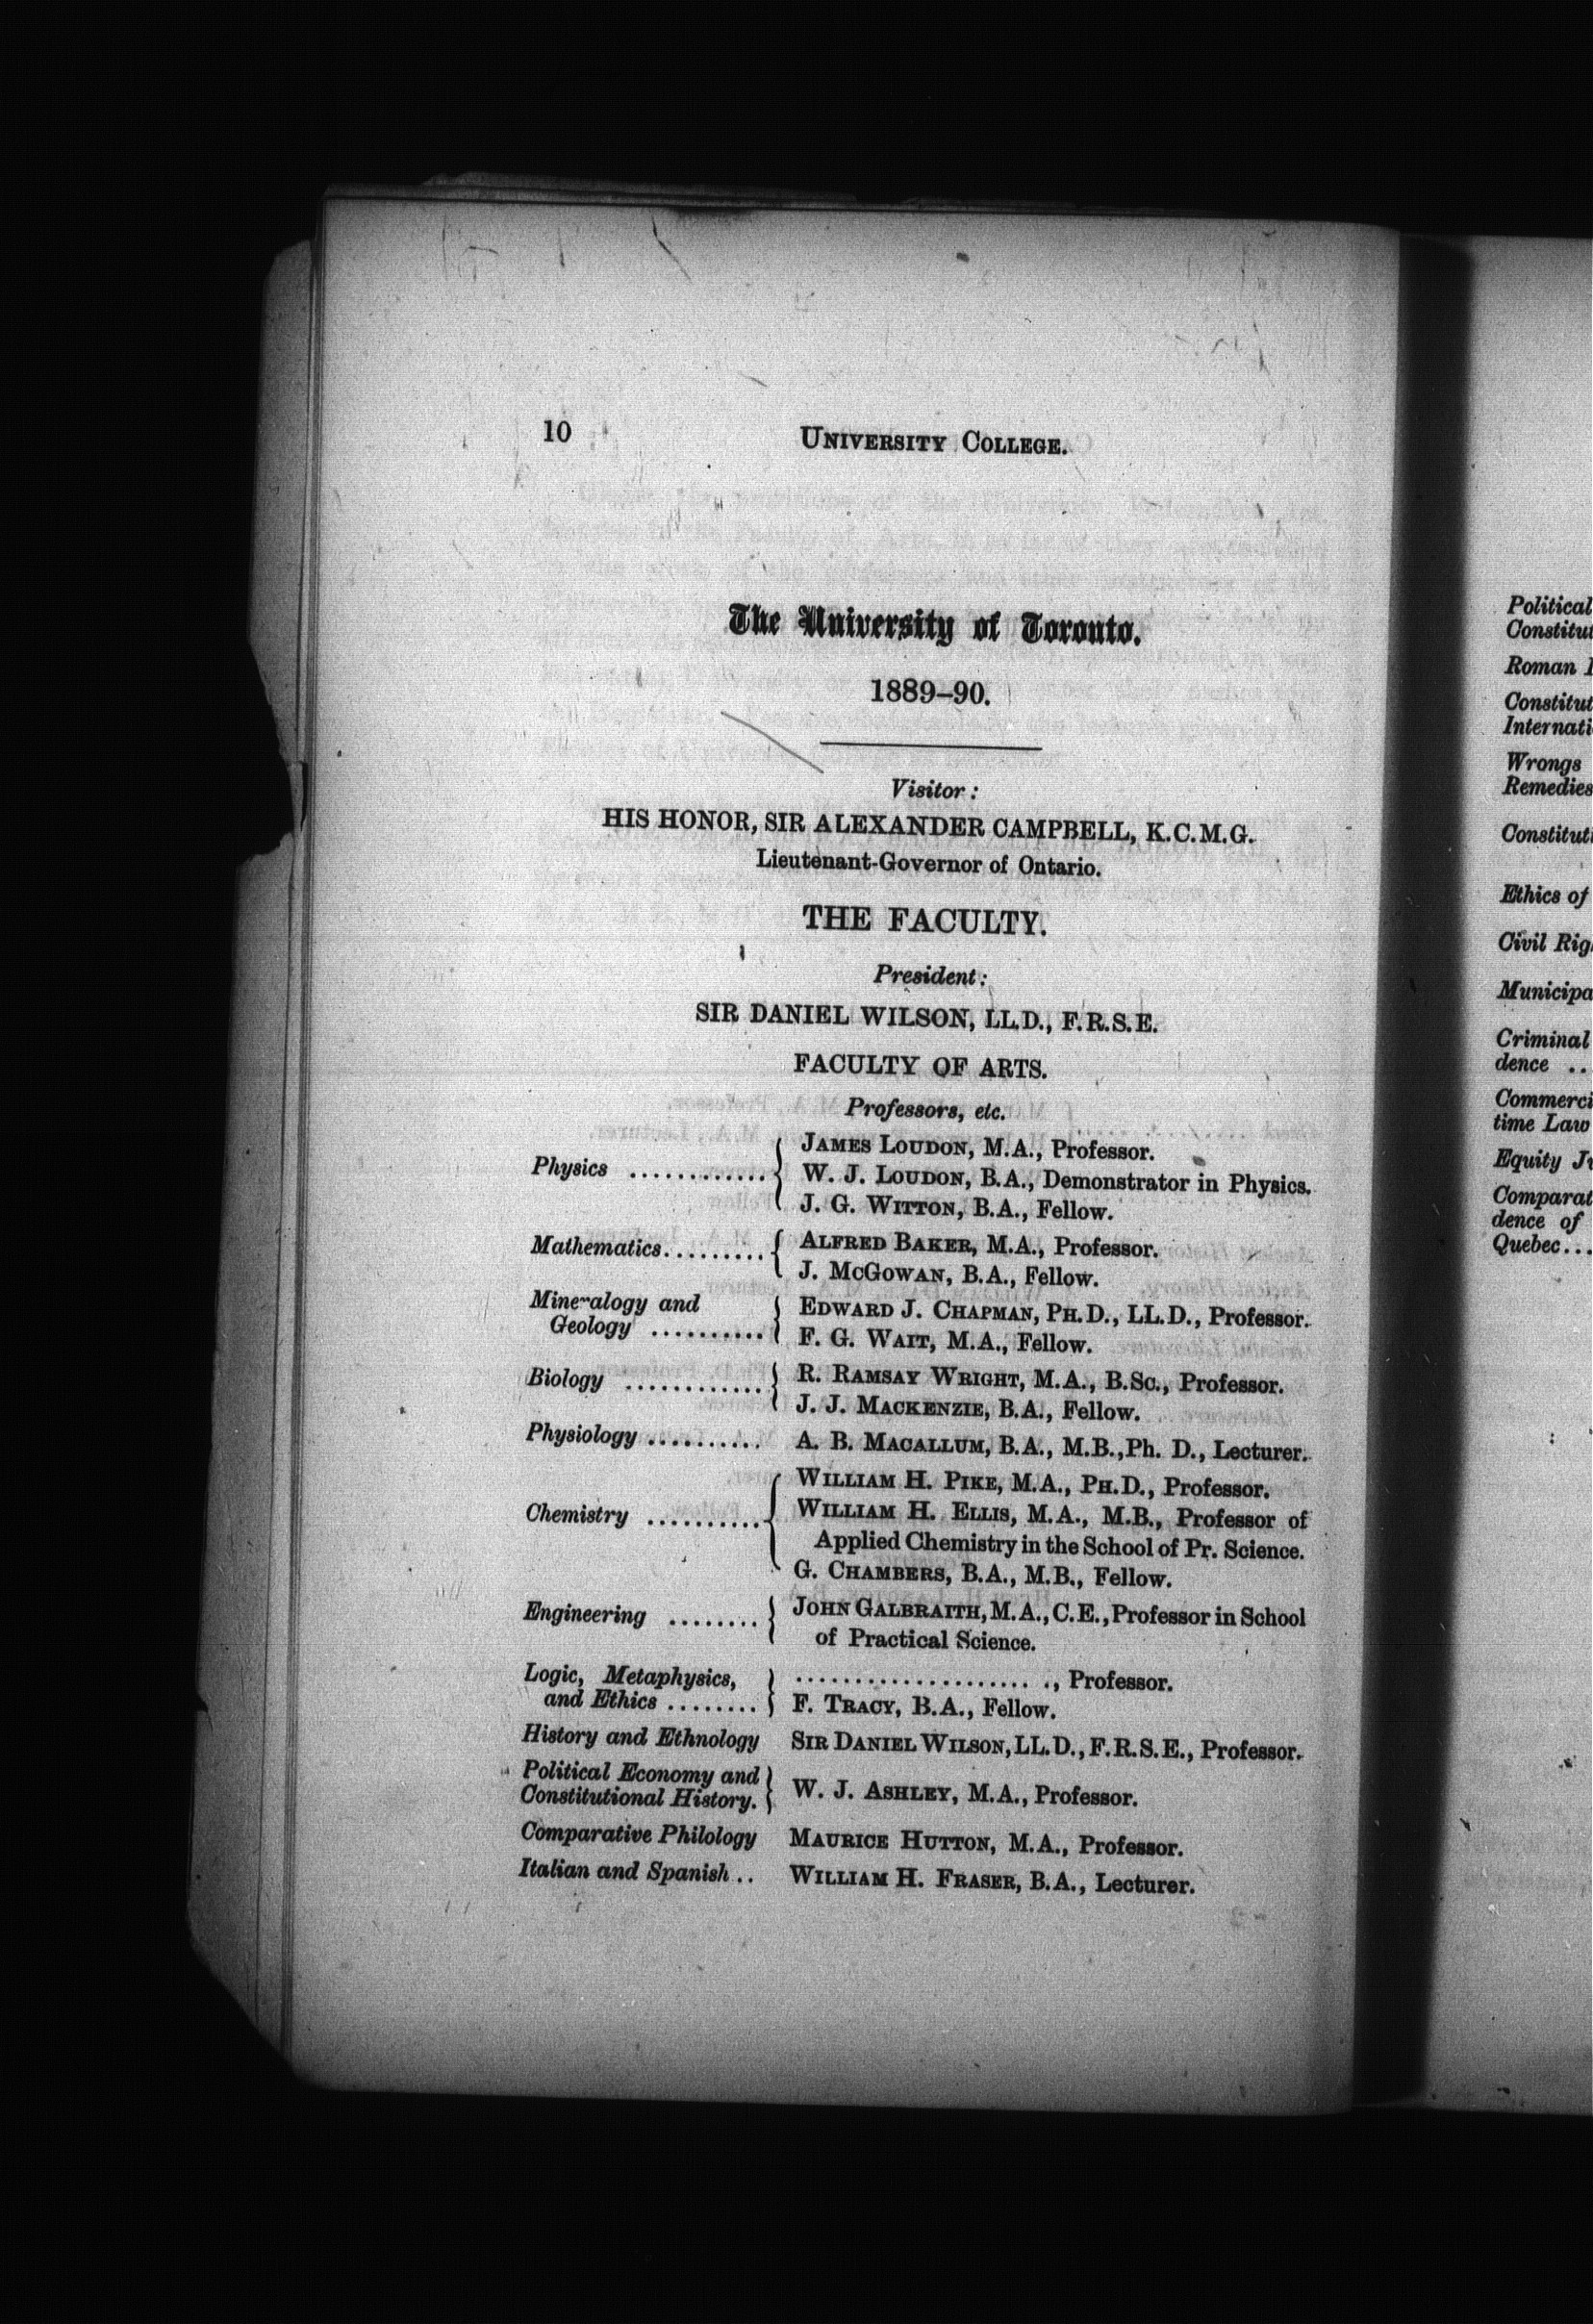 10 UNIVERSITY COLLEGE.
The University of Toronto.
1889-90.
Visitor:
HIS HONOR, SIR ALEXANDER CAMPBELL, K.C.M.G.
Lieutenant-Governor of Ontario.
THE FACULTY.
President:
SIR DANIEL WILSON, LL.D., F.R.S.E.
FACULTY OF ARTS.
Professors, etc.
JAMES LOUDON, M.A., Professor.
Physics ............ W. J. LOUDON, B.A., Demonstrator in Physics.
J. G. WITTON, B.A., Fellow.
Mathematics......... ALFRED BAKER, M.A., Professor.
J. MCGOWAN, B.A., Fellow.
Mineralogy and EDWARD J. CHAPMAN, PH.D., LL.D., Professor.
Geology .......... F. G. WAIT, M.A., Fellow.
Biology ............ R. RAMSAY WRIGHT, M.A., B.SC., Professor.
J. J. MACKENZIE, B.A., Fellow.
Physiology .......... A. B. MACALLUM, B.A., M.B., Ph. D., Lecturer.
WILLIAM H. PIKE, M.A., PH.D., Professor.
Chemistry .......... WILLIAM H. ELLIS, M.A., M.B., Professor of
Applied Chemistry in the School of Pr. Science.
G. CHAMBERS, B.A., M.B., Fellow.
Engineering ........ JOHN GALBRAITH, M.A., C.E., Professor in School
of Practical Science.
Logic, Metaphysics, ...................., Professor.
and Ethics ........ F. TRACY, B.A., Fellow.
History and Ethnology SIR DANIEL WILSON, LL.D., F.R.S.E., Professor.
Political Economy and
Constitutional History. W. J. ASHLEY, M.A., Professor.
Comparative Philology MAURICE HUTTON, M.A., Professor.
Italian and Spanish .. WILLIAM H. FRASER, B.A., Lecturer.
Political
Roman
Wrongs
Remedies
Ethics of
Civil
Criminal
dence ..
time Law
Equity
dence of
Quebec...